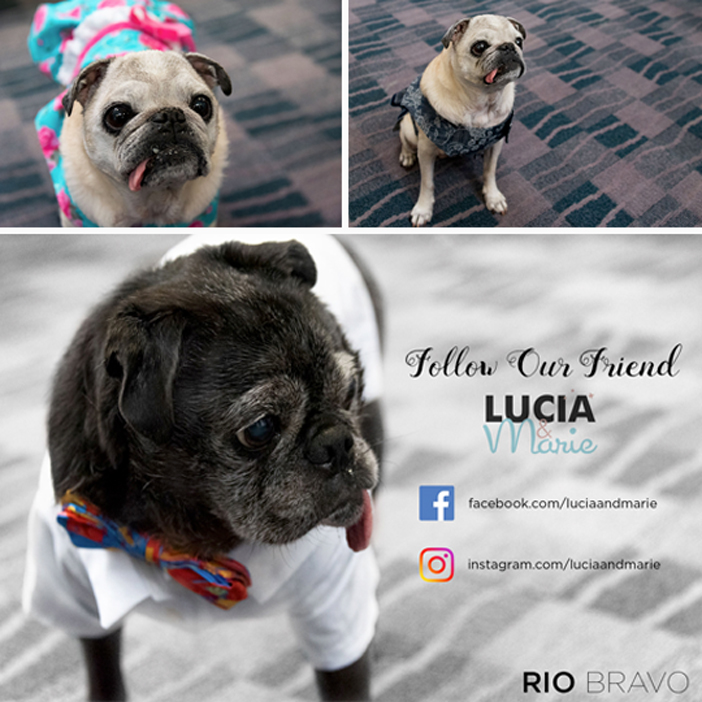 Follow Our Friend
LUCIA
& Marie
facebook.com/luciaandmarie
instagram.com/luciaandmarie
RIO BRAVO